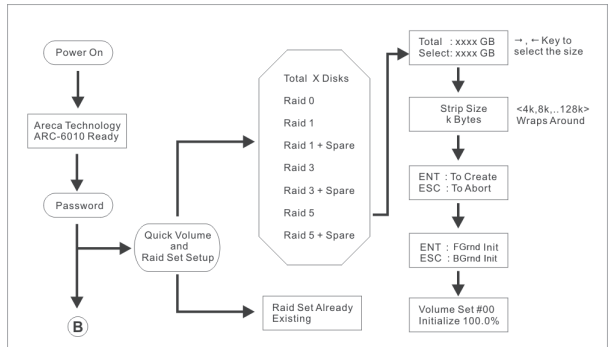 Power On
Areca Technology
ARC-6010 Ready
Password
B
Quick Volume
and
Raid Set Setup
Total X Disks
Raid 0
Raid 1
Raid 1 + Spare
Raid 3
Raid 3 + Spare
Raid 5
Raid 5 + Spare
Raid Set Already
Existing
Total : xxxx GB
Select: xxxx GB
→ , ← Key to
select the size
Strip Size
k Bytes
<4k,8k,..128k>
Wraps Around
ENT : To Create
ESC : To Abort
ENT : FGrnd Init
ESC : BGrnd Init
Volume Set #00
Initialize 100.0%